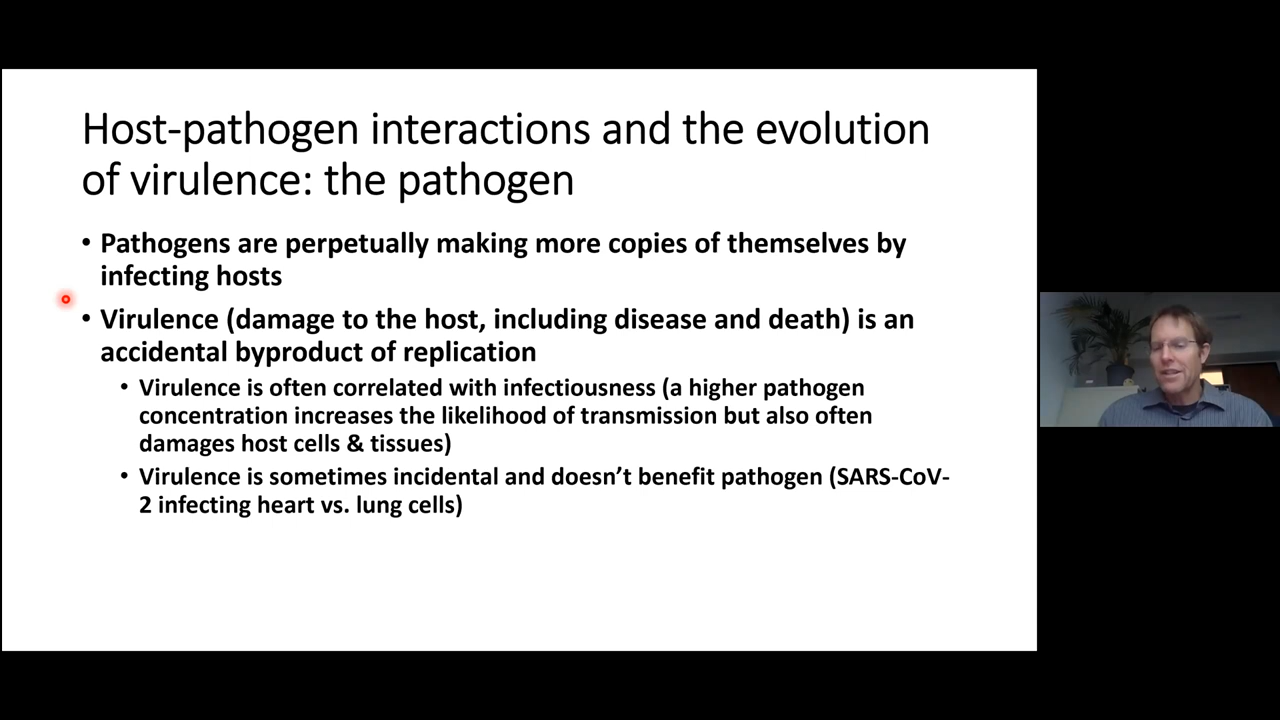 Host-pathogen interactions and the evolution
of virulence: the pathogen
• Pathogens are perpetually making more copies of themselves by
infecting hosts
• Virulence (damage to the host, including disease and death) is an
accidental byproduct of replication
• Virulence is often correlated with infectiousness (a higher pathogen
concentration increases the likelihood of transmission but also often
damages host cells & tissues)
• Virulence is sometimes incidental and doesn’t benefit pathogen (SARS-CoV-
2 infecting heart vs. lung cells)